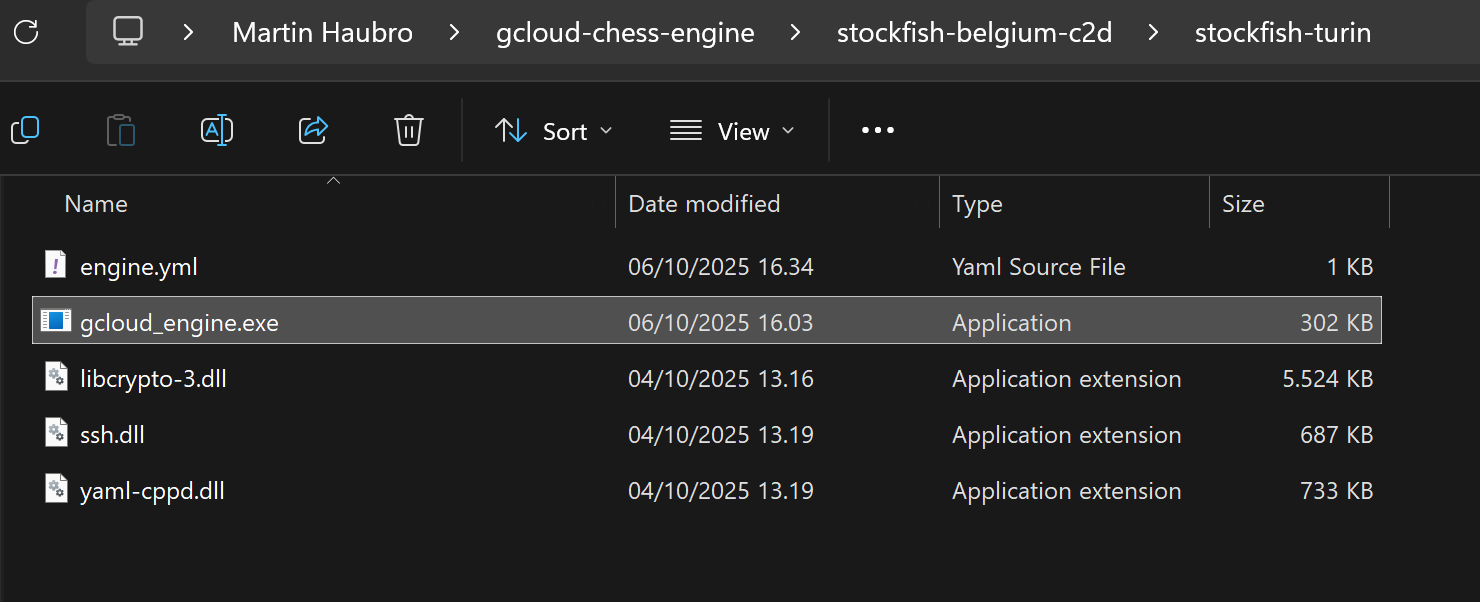 Martin Haubro > gcloud-chess-engine > stockfish-belgium-c2d > stockfish-turin
Sort View
Name Date modified Type Size
engine.yml 06/10/2025 16.34 Yaml Source File 1 KB
gcloud_engine.exe 06/10/2025 16.03 Application 302 KB
libcrypto-3.dll 04/10/2025 13.16 Application extension 5.524 KB
ssh.dll 04/10/2025 13.19 Application extension 687 KB
yaml-cppd.dll 04/10/2025 13.19 Application extension 733 KB